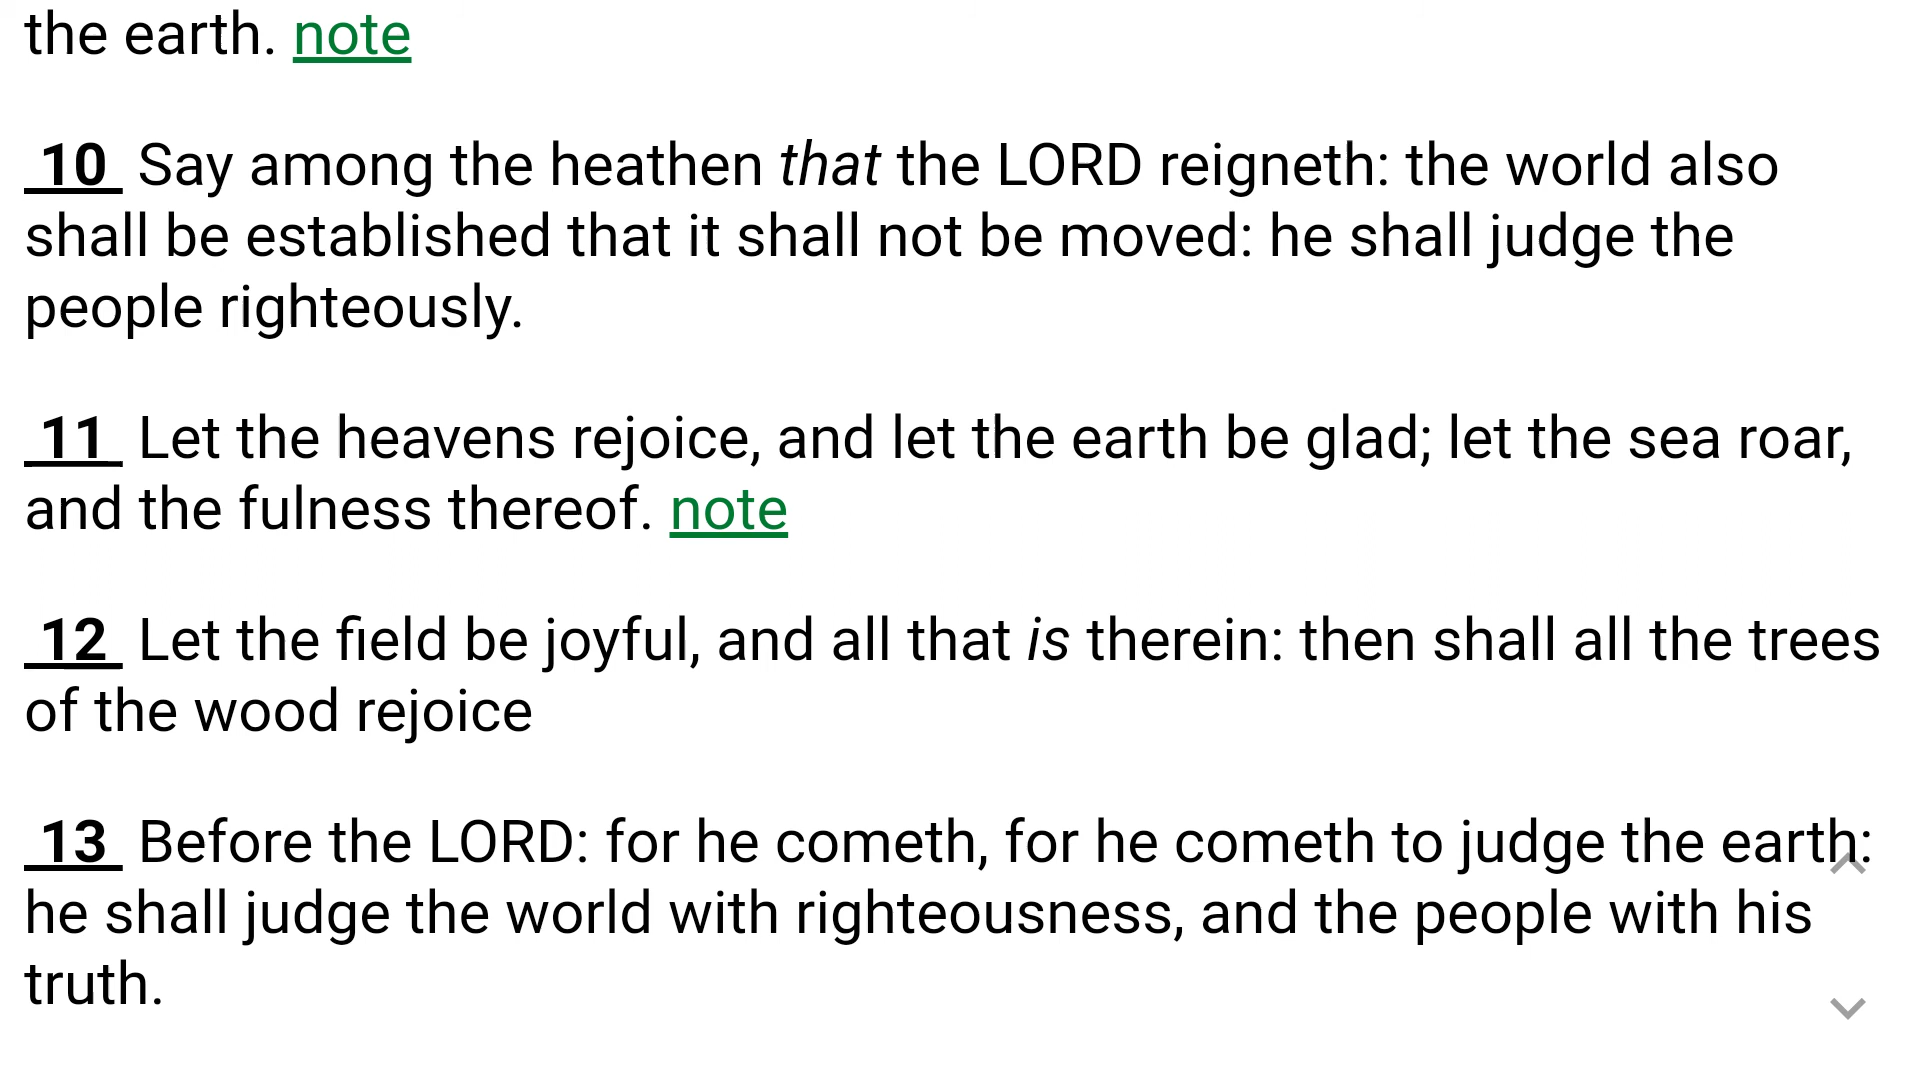 the earth. note
10 Say among the heathen that the LORD reigneth: the world also
shall be established that it shall not be moved: he shall judge the
people righteously.
11 Let the heavens rejoice, and let the earth be glad; let the sea roar,
and the fulness thereof. note
12 Let the field be joyful, and all that is therein: then shall all the trees
of the wood rejoice
13 Before the LORD: for he cometh, for he cometh to judge the earth:
he shall judge the world with righteousness, and the people with his
truth.